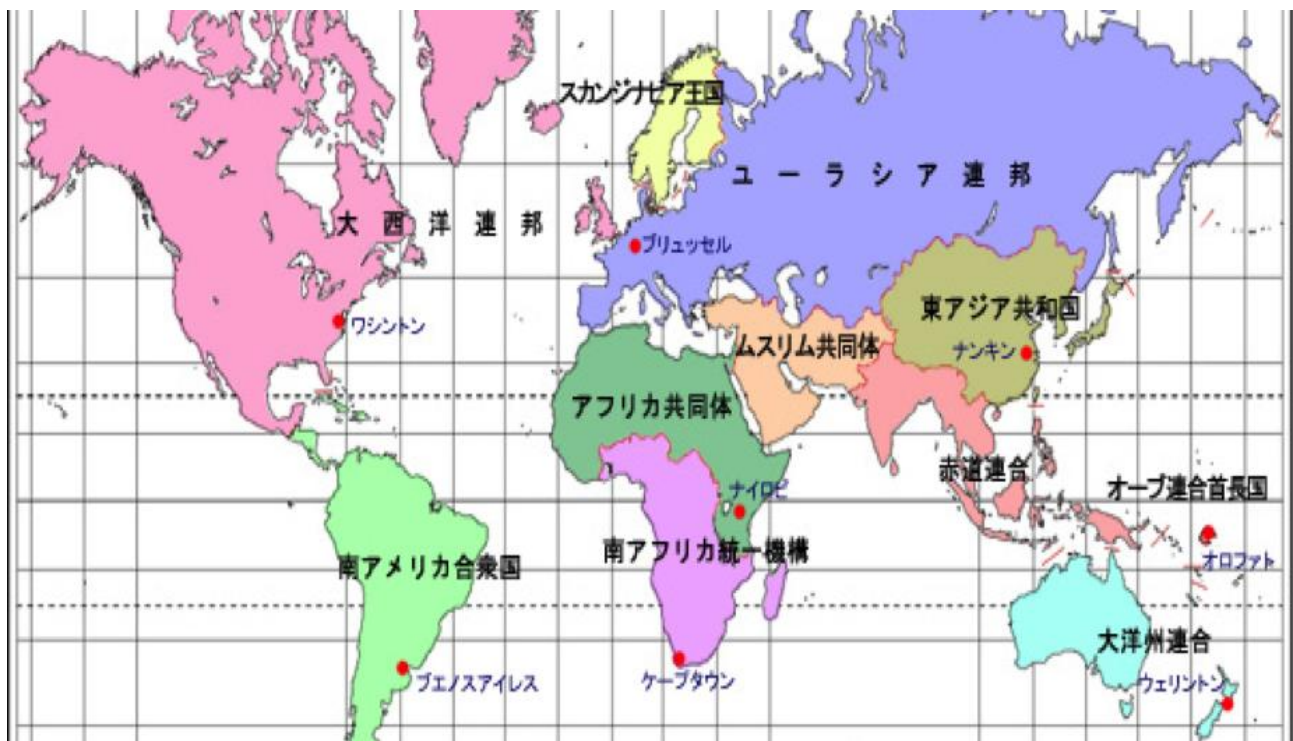 スカンジナビア王国
ユーラシア連邦
大西洋連邦
ブリュッセル
東アジア共和国
ワシントン
ムスリム共同体
ナンキン
アフリカ共同体
赤道連合
ナイロビ
オーブ連合首長国
南アフリカ統一機構
オロファト
南アメリカ合衆国
大洋州連合
ブエノスアイレス
ケープタウン
ウェリントン